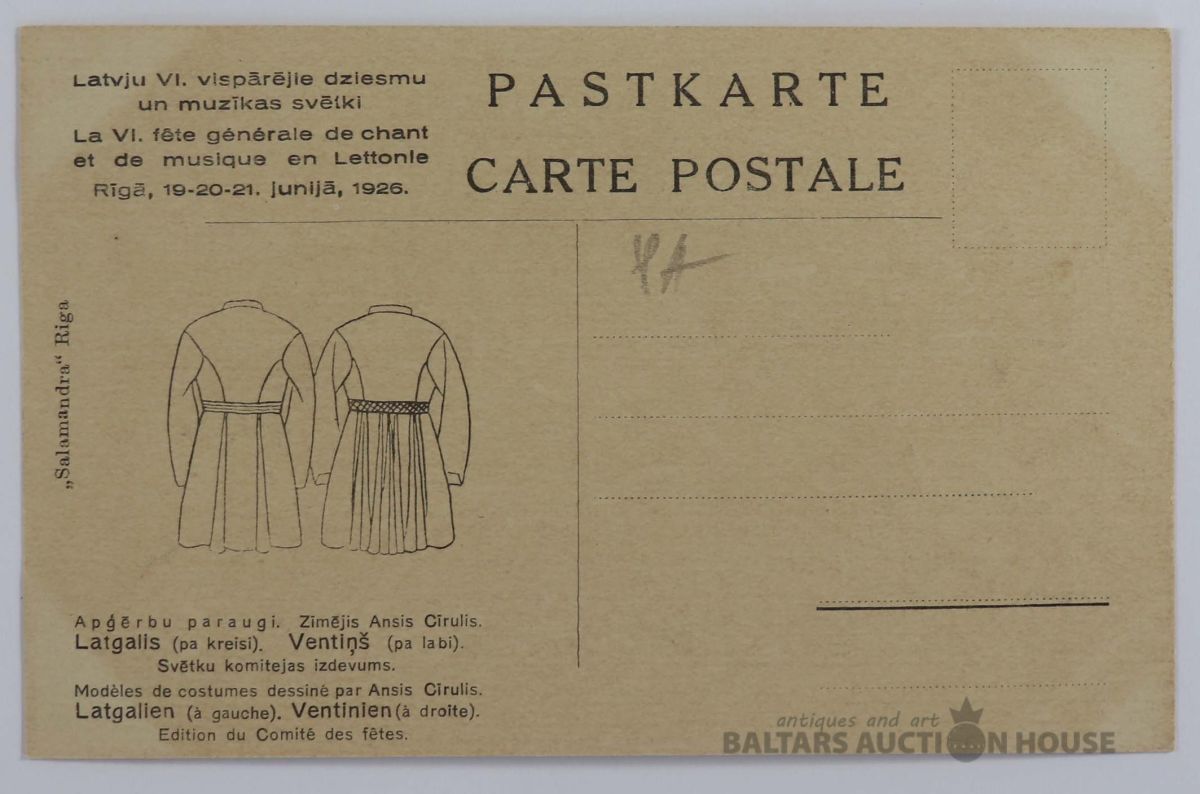 Latvju VI. vispārējie dziesmu
un muzīkas svētki
La VI. fête générale de chant
et de musique en Lettonie
Rīgā, 19-20-21. junijā, 1926.
PASTKARTE
CARTE POSTALE
„Salamandra“ Riga
Apģērbu paraugi. Zimējis Ansis Cīrulis.
Latgalis (pa kreisi). Ventiņš (pa labi).
Svētku komitejas izdevums.
Modèles de costumes dessiné par Ansis Cīrulis.
Latgalien (à gauche). Ventinien (à droite).
Edition du Comité des fêtes.
antiques and art
BALTARS AUCTION HOUSE